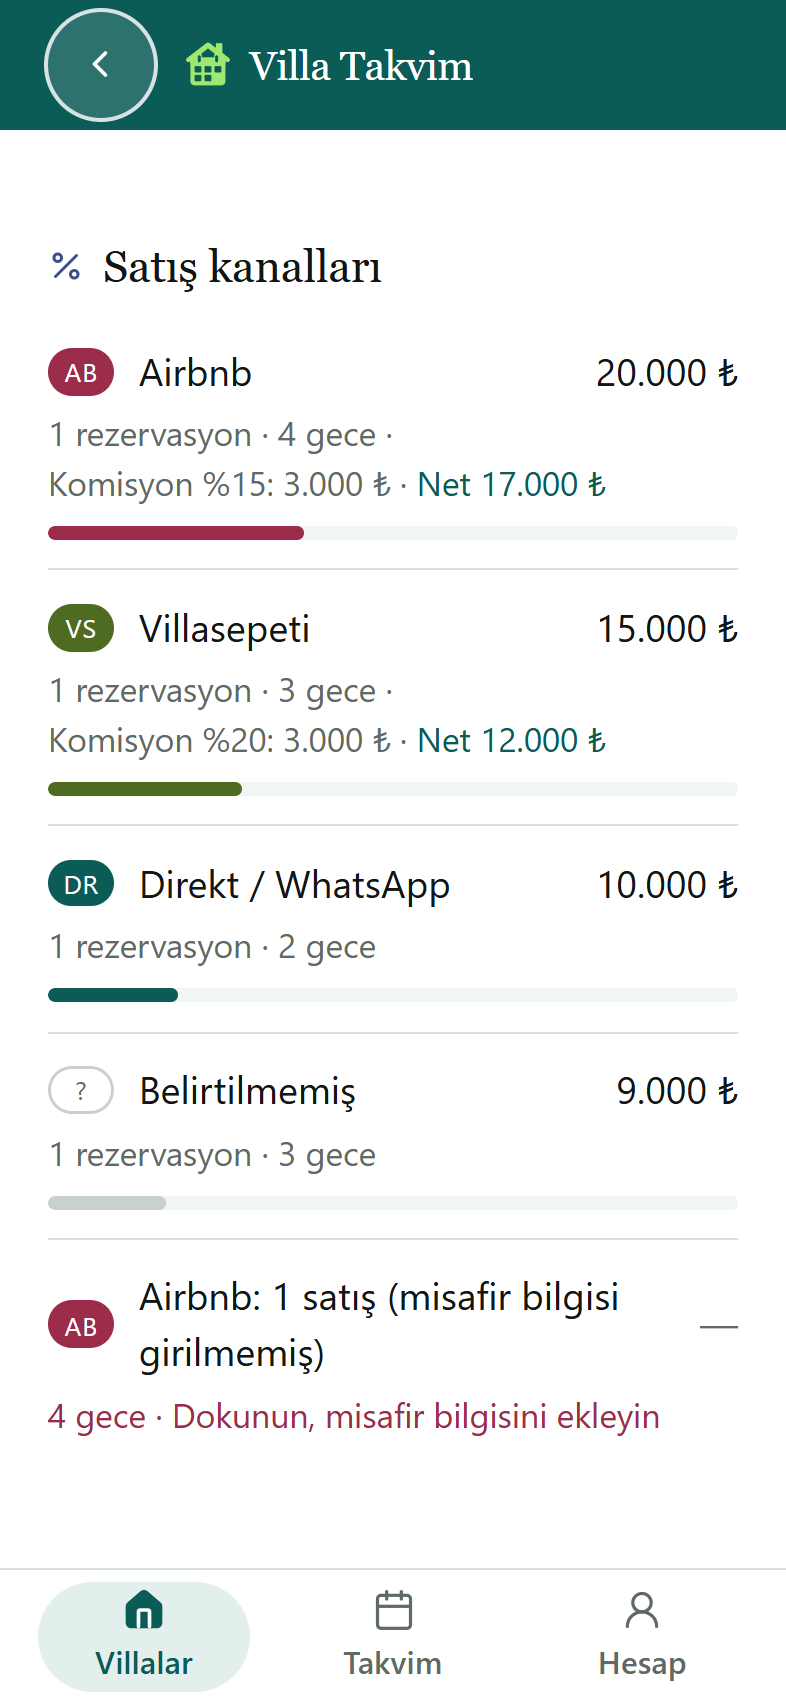 Villa Takvim
Satış kanalları
AB Airbnb 20.000 ₺
1 rezervasyon · 4 gece ·
Komisyon %15: 3.000 ₺ · Net 17.000 ₺
VS Villasepeti 15.000 ₺
1 rezervasyon · 3 gece ·
Komisyon %20: 3.000 ₺ · Net 12.000 ₺
DR Direkt / WhatsApp 10.000 ₺
1 rezervasyon · 2 gece
? Belirtilmemiş 9.000 ₺
1 rezervasyon · 3 gece
AB Airbnb: 1 satış (misafir bilgisi
girilmemiş) —
4 gece · Dokunun, misafir bilgisini ekleyin
Villalar Takvim Hesap